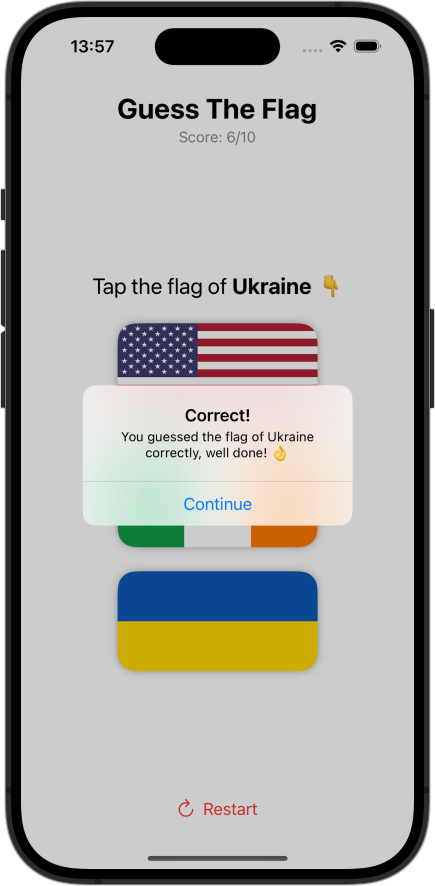 13:57
Guess The Flag
Score: 6/10
Tap the flag of Ukraine 👇
Correct!
You guessed the flag of Ukraine
correctly, well done! 👌
Continue
Restart